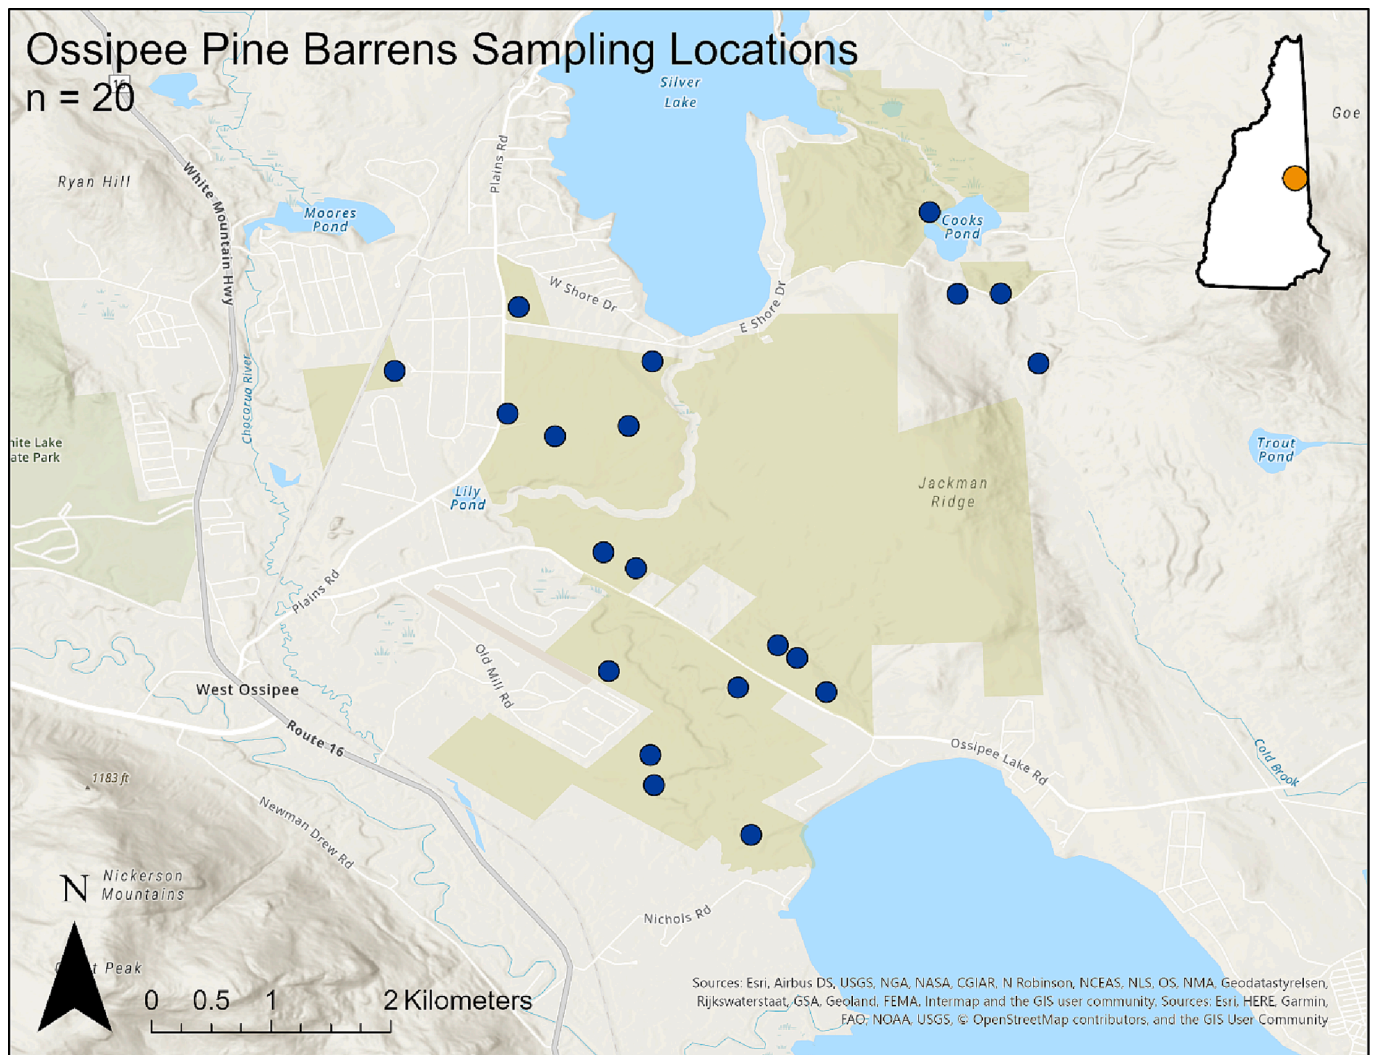 Ossipee Pine Barrens Sampling Locations
n = 20
16
Silver
Lake
Goe
Ryan Hill
Plains Rd
White Mountain Hwy
Moores
Pond
Cooks
Pond
W Shore Dr
E Shore Dr
Chocorua River
hite Lake
ate Park
Trout
Pond
Jackman
Ridge
Lily
Pond
Plains Rd
Old Mill Rd
West Ossipee
Route 16
Ossipee Lake Rd
Cold Brook
1183 ft
Newman Drew Rd
Nickerson
Mountains
N
Nichols Rd
t Peak
0 0.5 1 2 Kilometers
Sources: Esri, Airbus DS, USGS, NGA, NASA, CGIAR, N Robinson, NCEAS, NLS, OS, NMA, Geodatastyrelsen,
Rijkswaterstaat, GSA, Geoland, FEMA, Intermap and the GIS user community. Sources: Esri, HERE, Garmin,
FAO, NOAA, USGS, © OpenStreetMap contributors, and the GIS User Community